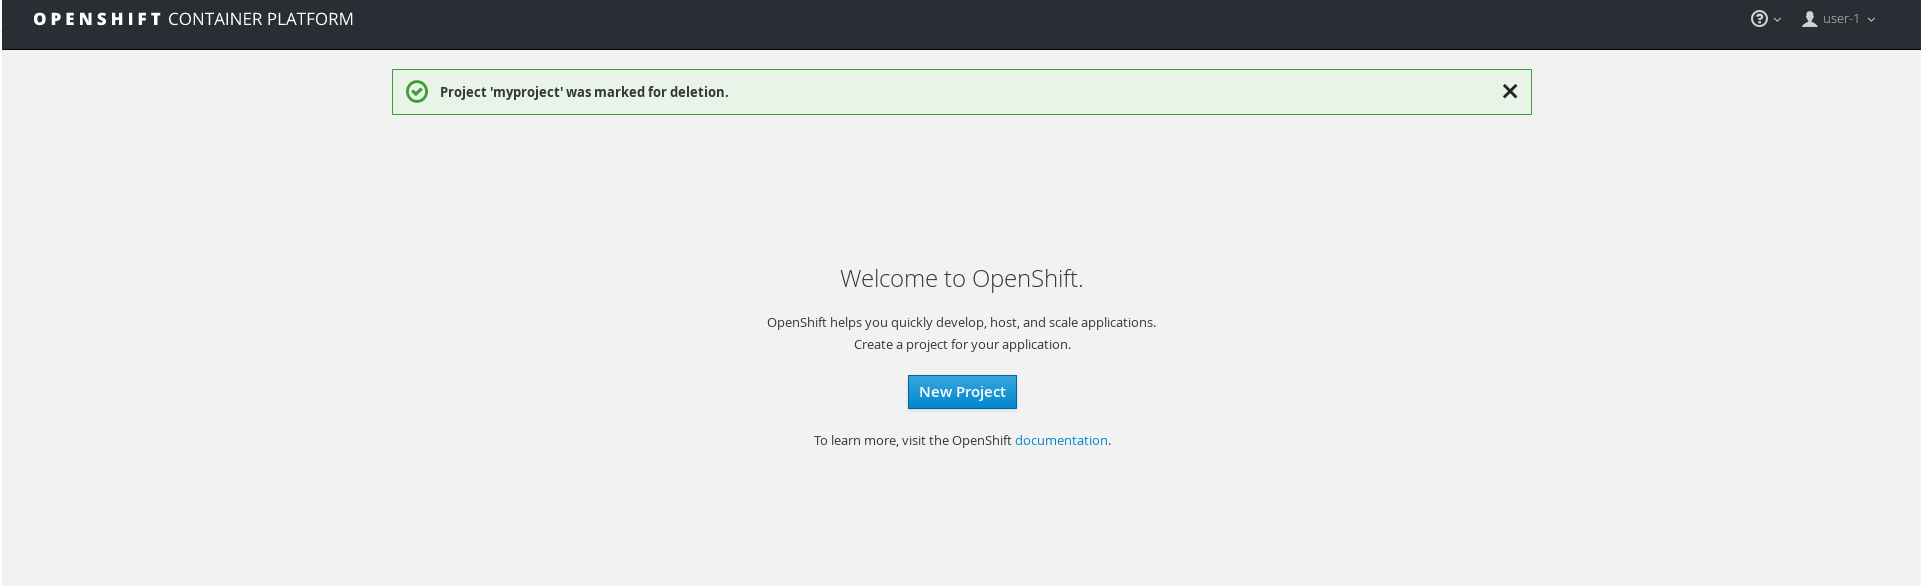 OPENSHIFT CONTAINER PLATFORM
user-1
Project 'myproject' was marked for deletion.
Welcome to OpenShift.
OpenShift helps you quickly develop, host, and scale applications.
Create a project for your application.
New Project
To learn more, visit the OpenShift documentation.